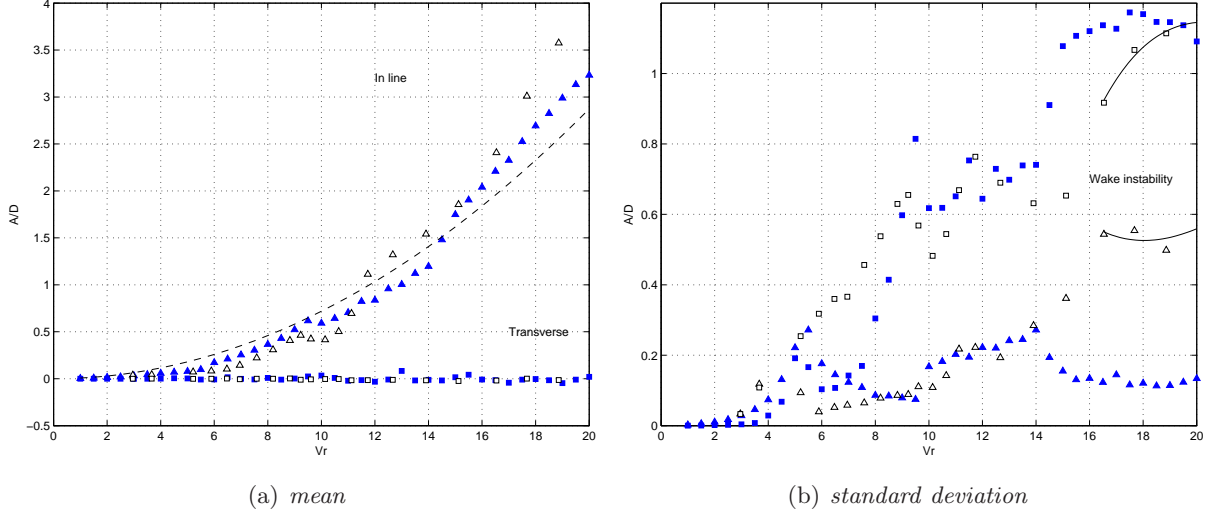 4
3.5
3
2.5
2
1.5
1
0.5
0
−0.5
A/D
In line
Transverse
0 2 4 6 8 10 12 14 16 18 20
Vr
(a) mean
1
0.8
0.6
0.4
0.2
0
A/D
Wake instability
0 2 4 6 8 10 12 14 16 18 20
Vr
(b) standard deviation